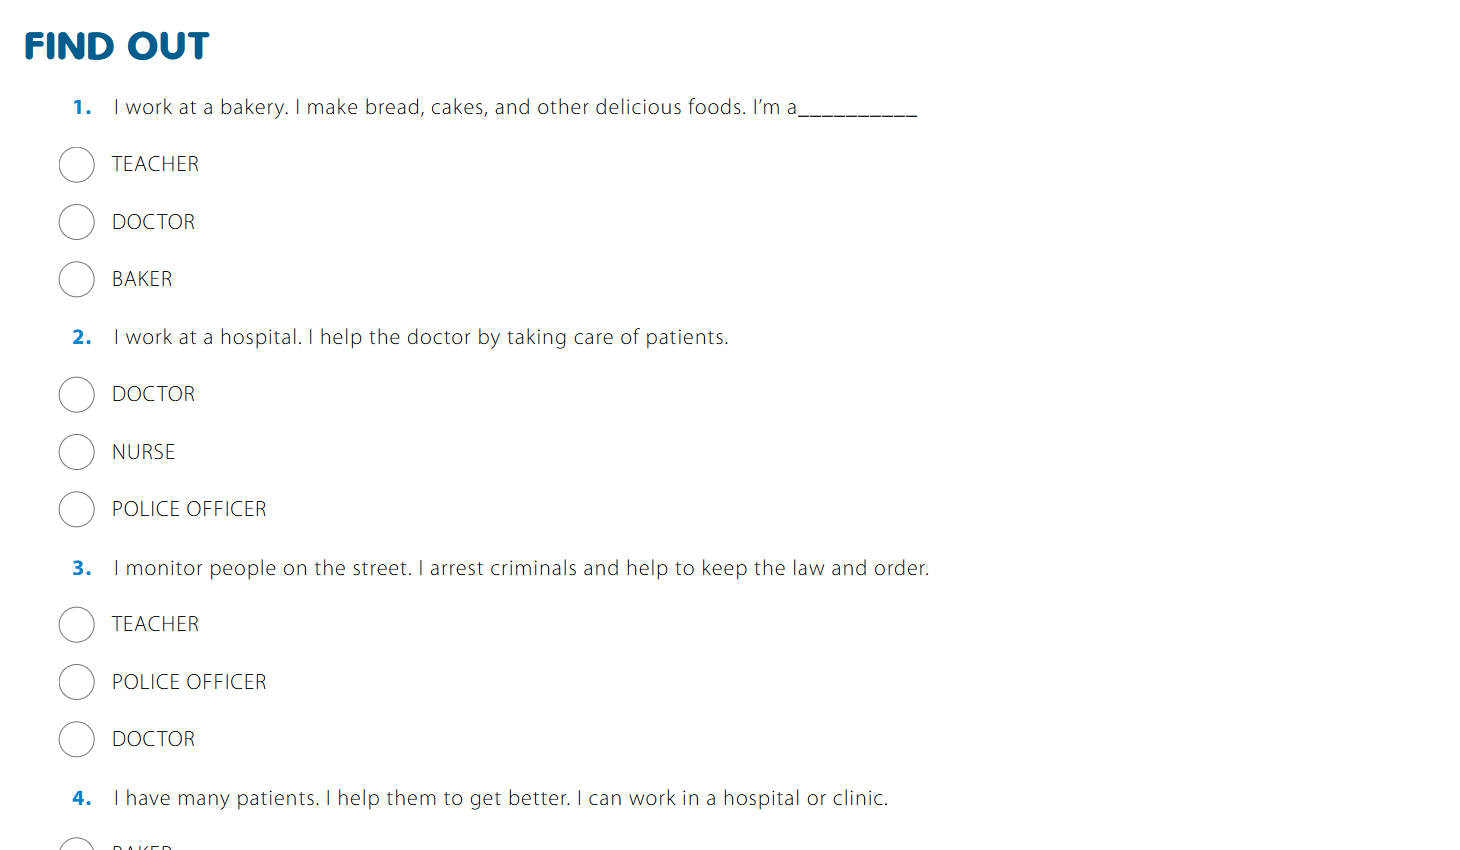 FIND OUT
1. I work at a bakery. I make bread, cakes, and other delicious foods. I'm a__________
TEACHER
DOCTOR
BAKER
2. I work at a hospital. I help the doctor by taking care of patients.
DOCTOR
NURSE
POLICE OFFICER
3. I monitor people on the street. I arrest criminals and help to keep the law and order.
TEACHER
POLICE OFFICER
DOCTOR
4. I have many patients. I help them to get better. I can work in a hospital or clinic.
BAKER